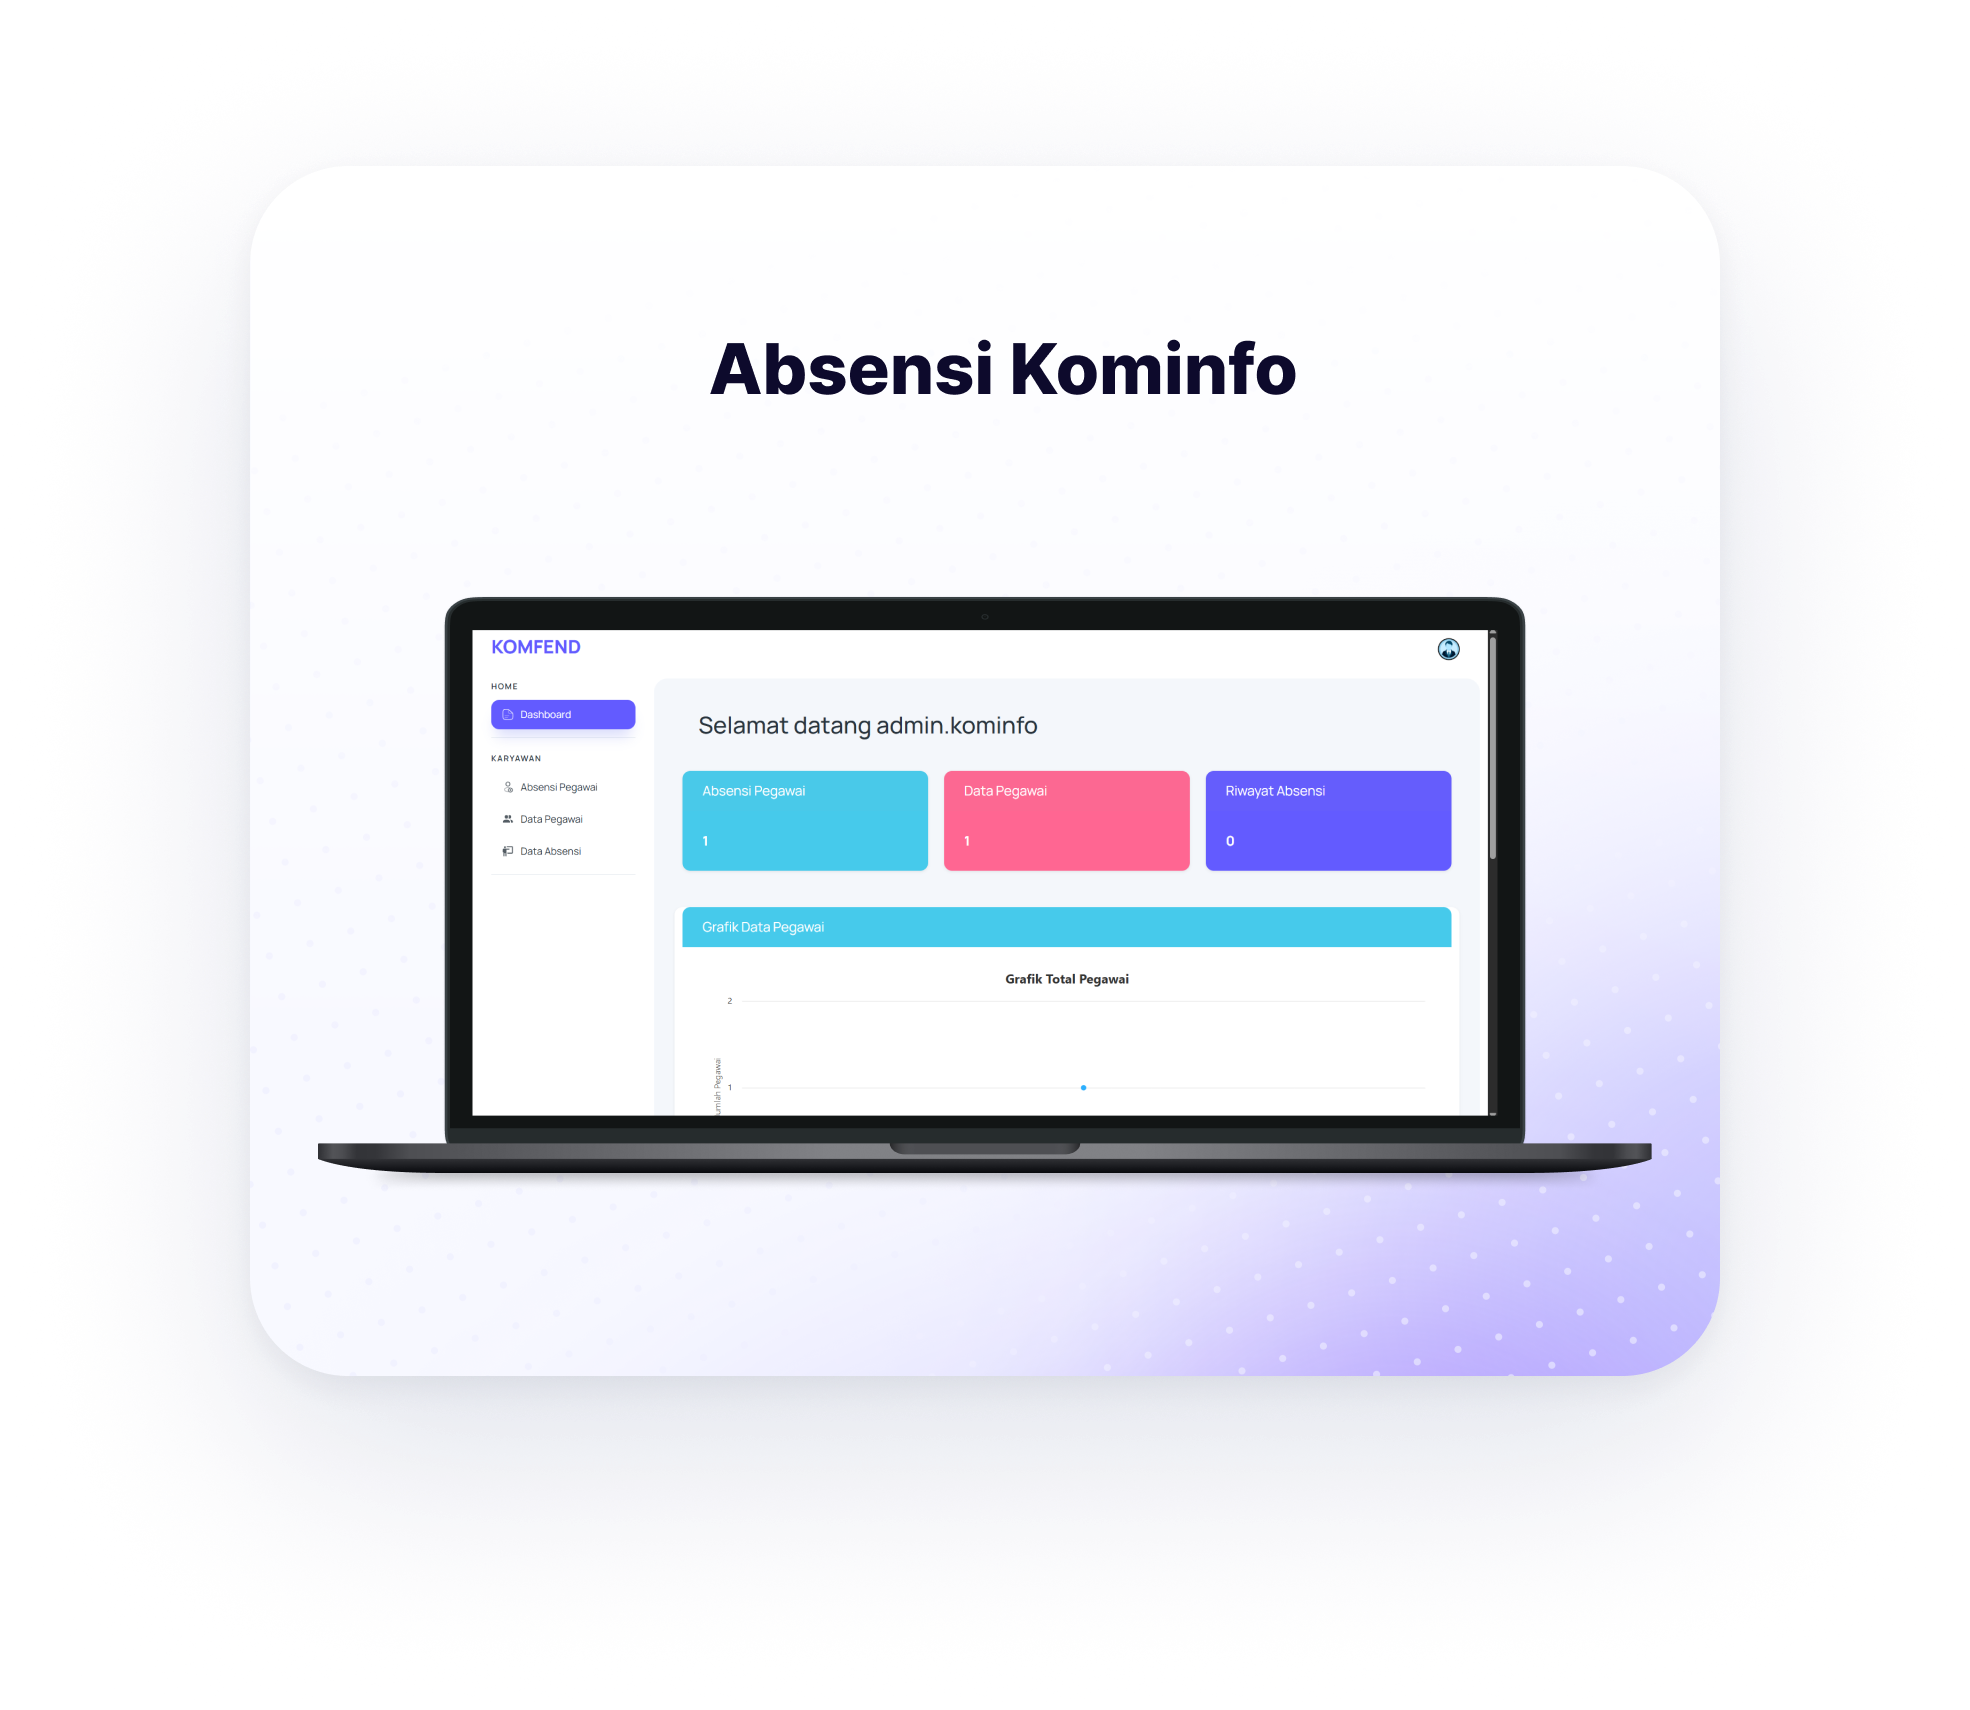 Absensi Kominfo
KOMFEND
HOME
Dashboard
KARYAWAN
Absensi Pegawai
Data Pegawai
Data Absensi
Selamat datang admin.kominfo
Absensi Pegawai
1
Data Pegawai
1
Riwayat Absensi
0
Grafik Data Pegawai
Grafik Total Pegawai
2
1
umlah Pegawai